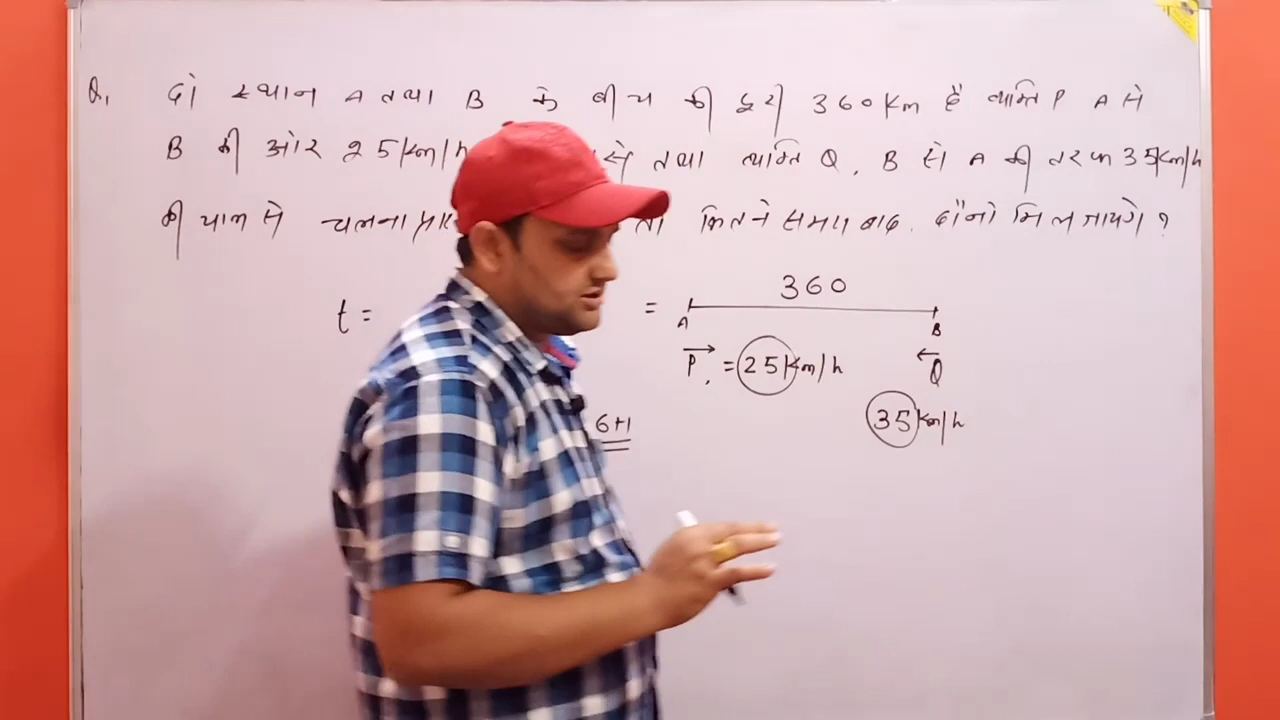 Q. दो स्थान A तथा B के बीच की दूरी 360 Km है व्यक्ति P A से
B की ओर 25 Km/h से तथा व्यक्ति Q, B से A की तरफ 35 Km/h
की चाल से चलना कितने समय बाद दोनों मिल जायेंगे ?
t = = 360
A B
P = 25 Km/h Q
35 Km/h
6+1